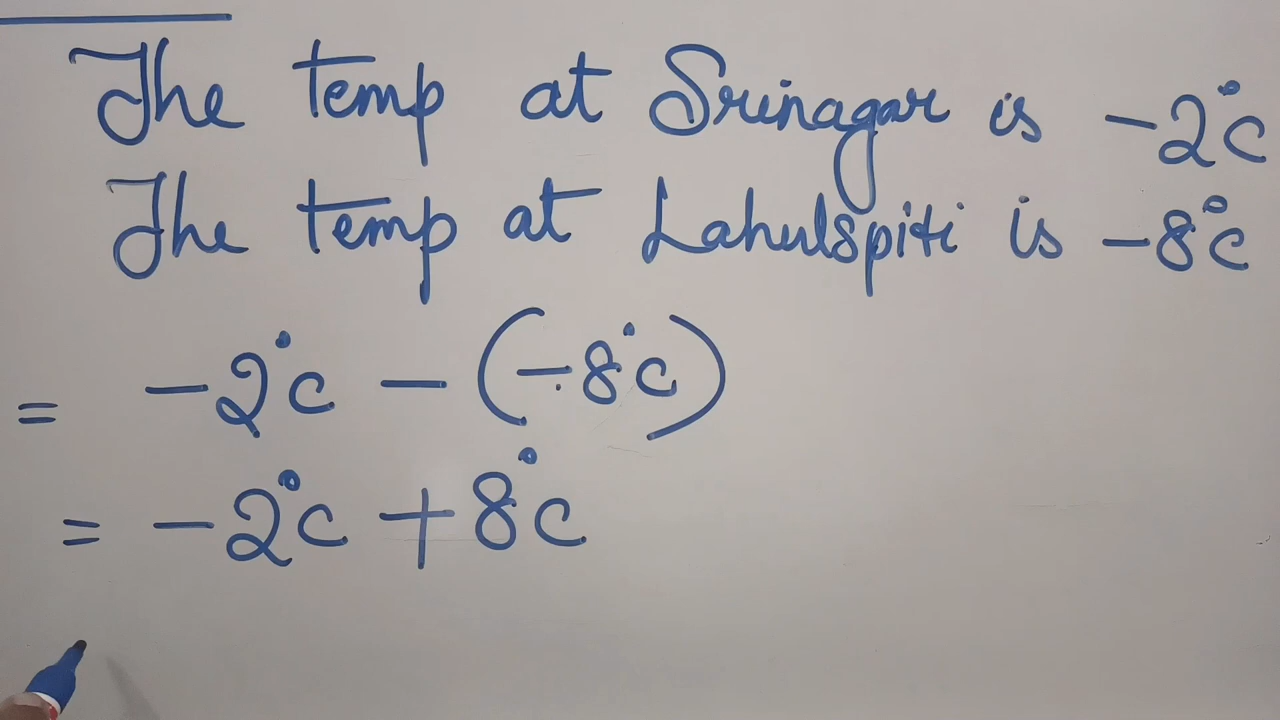 The temp at Srinagar is -2°c
The temp at Lahulspiti is -8°c
= -2°c - (-8°c)
= -2°c + 8°c